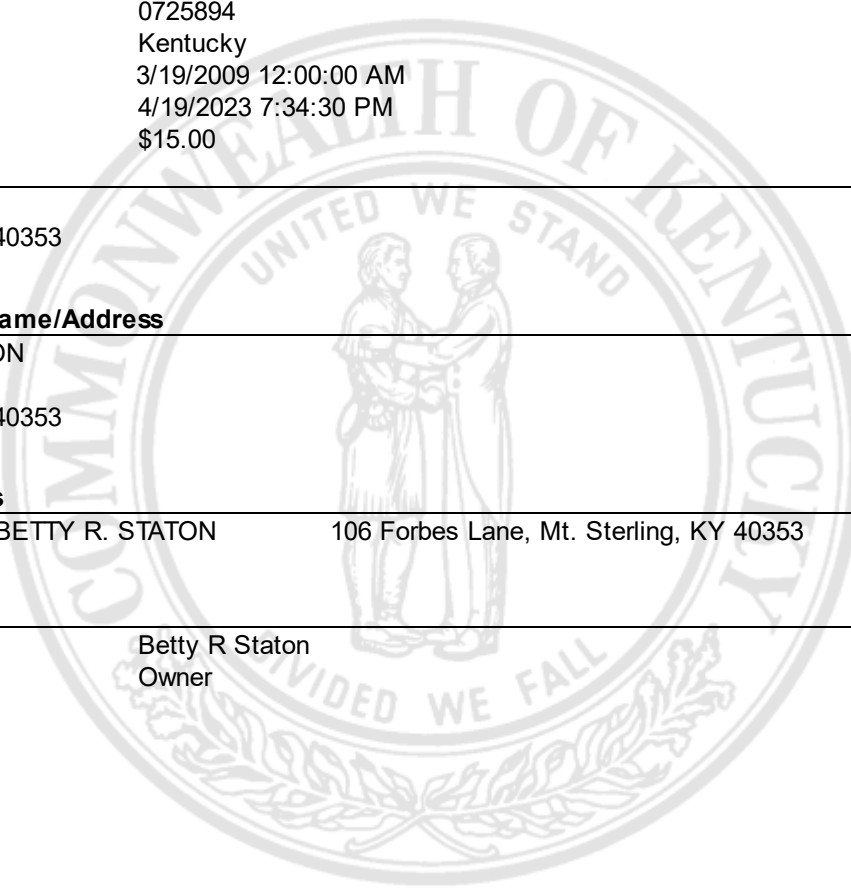 0725894
Kentucky
3/19/2009 12:00:00 AM
4/19/2023 7:34:30 PM
$15.00
40353
ame/Address
ON
40353
s
BETTY R. STATON 106 Forbes Lane, Mt. Sterling, KY 40353
Betty R Staton
Owner
COMMONWEALTH OF KENTUCKY
UNITED WE STAND
DIVIDED WE FALL